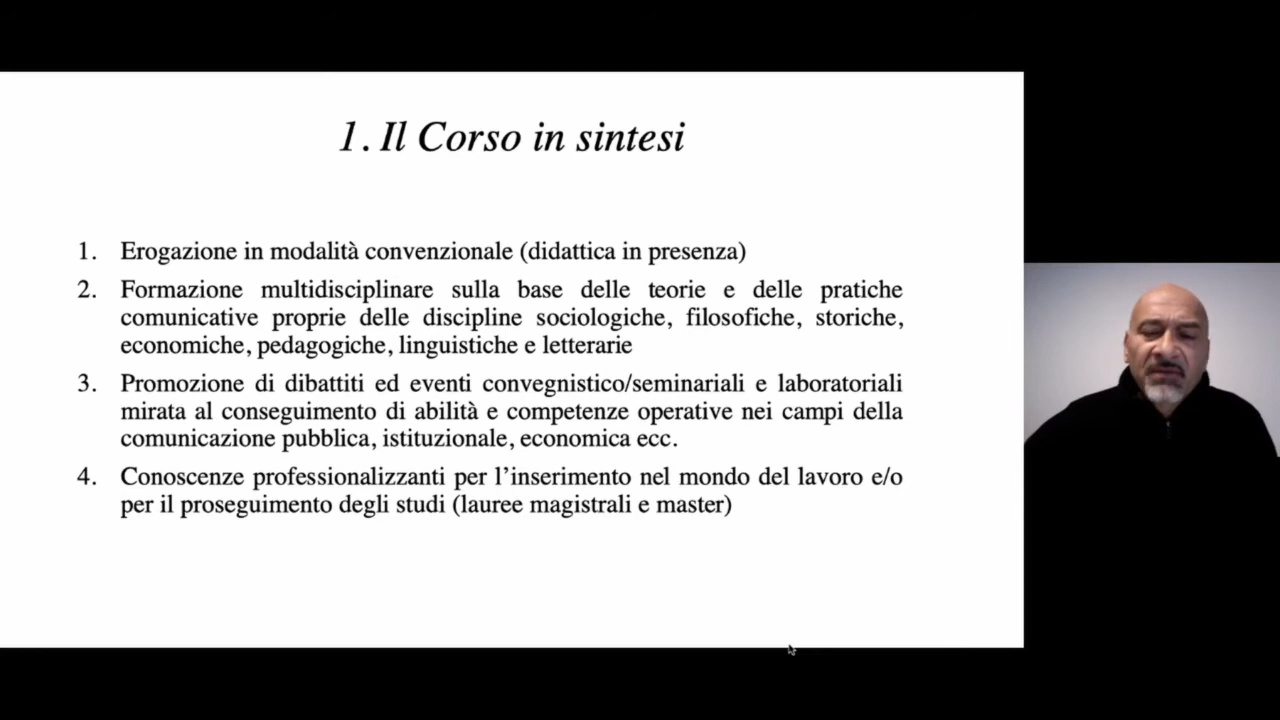 1. Il Corso in sintesi
1. Erogazione in modalità convenzionale (didattica in presenza)
2. Formazione multidisciplinare sulla base delle teorie e delle pratiche
comunicative proprie delle discipline sociologiche, filosofiche, storiche,
economiche, pedagogiche, linguistiche e letterarie
3. Promozione di dibattiti ed eventi convegnistico/seminariali e laboratoriali
mirata al conseguimento di abilità e competenze operative nei campi della
comunicazione pubblica, istituzionale, economica ecc.
4. Conoscenze professionalizzanti per l’inserimento nel mondo del lavoro e/o
per il proseguimento degli studi (lauree magistrali e master)